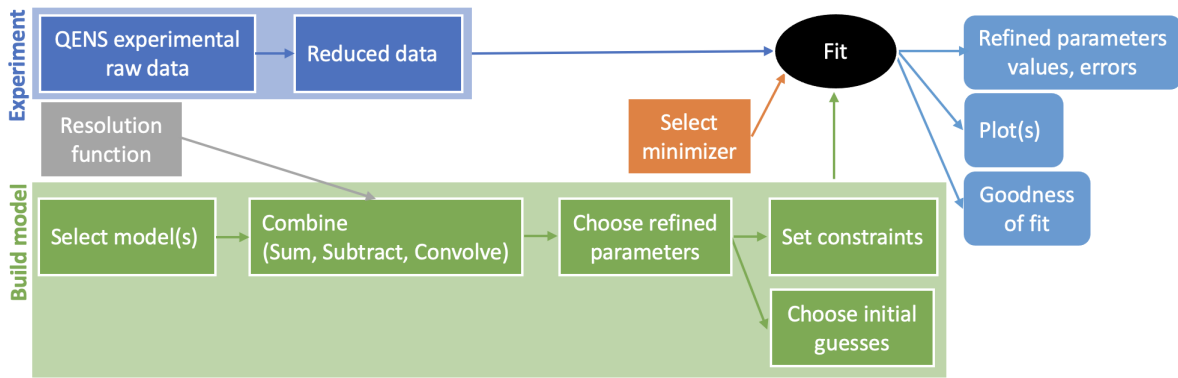 Experiment
QENS experimental
raw data
Reduced data
Fit
Refined parameters
values, errors
Plot(s)
Goodness
of fit
Resolution
function
Select
minimizer
Build model
Select model(s)
Combine
(Sum, Subtract, Convolve)
Choose refined
parameters
Set constraints
Choose initial
guesses